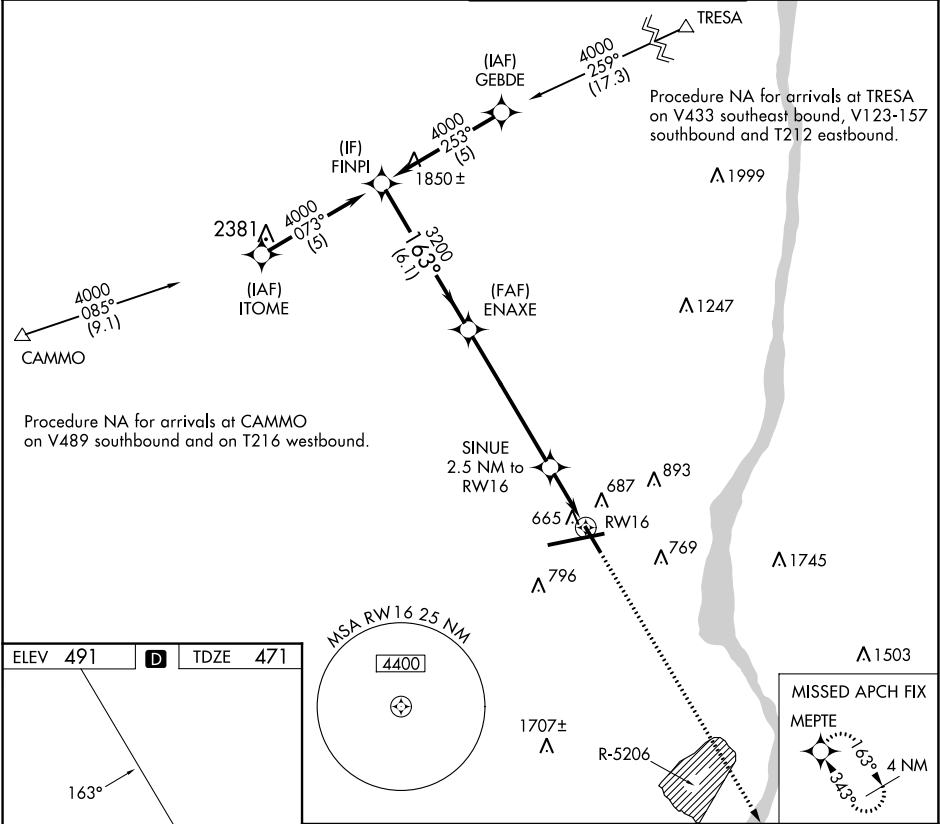 TRESA
4000
259°
(17.3)
(IAF)
GEBDE
Procedure NA for arrivals at TRESA
on V433 southeast bound, V123-157
southbound and T212 eastbound.
4000
253°
(5)
(IF)
FINPI
1850 ±
1999
2381
4000
073°
(5)
3200
163°
(6.1)
(IAF)
ITOME
4000
085°
(9.1)
CAMMO
(FAF)
ENAXE
1247
Procedure NA for arrivals at CAMMO
on V489 southbound and on T216 westbound.
SINUE
2.5 NM to
RW16
687
893
665
RW16
769
1745
796
MSA RW16 25 NM
4400
ELEV 491
D
TDZE 471
163°
1503
1707±
R-5206
MISSED APCH FIX
MEPTE
163°
343°
4 NM